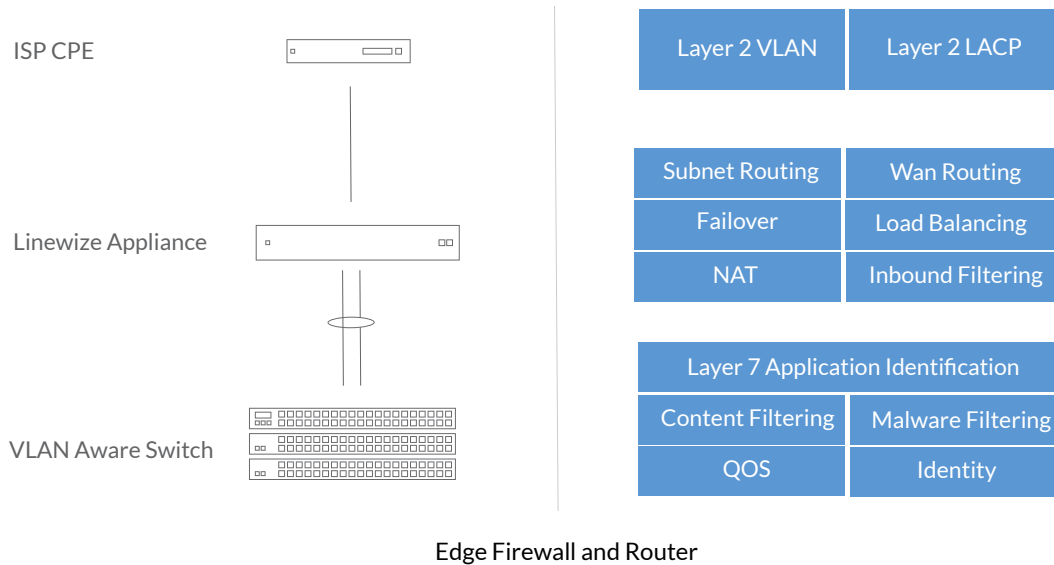 ISP CPE
Linewize Appliance
VLAN Aware Switch
Layer 2 VLAN
Layer 2 LACP
Subnet Routing
Wan Routing
Failover
Load Balancing
NAT
Inbound Filtering
Layer 7 Application Identification
Content Filtering
Malware Filtering
QOS
Identity
Edge Firewall and Router